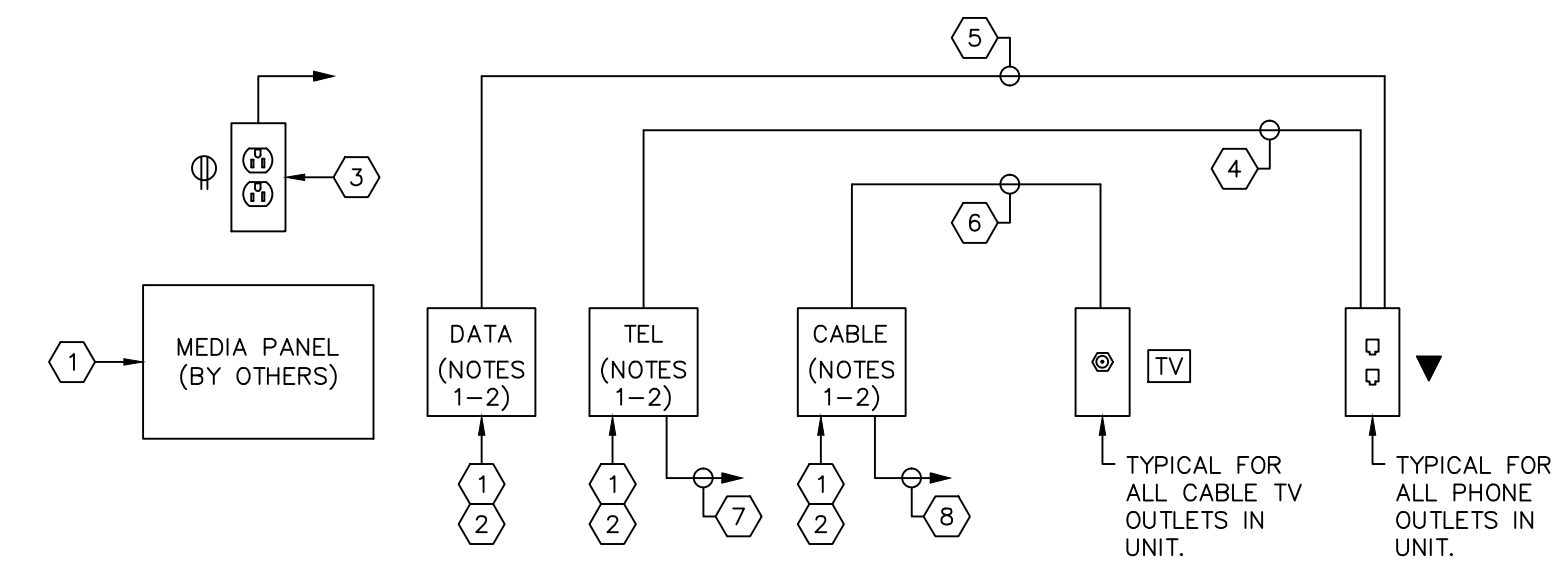 5
4
3
6
MEDIA PANEL
(BY OTHERS)
1
DATA
(NOTES
1-2)
TEL
(NOTES
1-2)
CABLE
(NOTES
1-2)
TV
1
2
1
2
7
1
2
8
TYPICAL FOR
ALL CABLE TV
OUTLETS IN
UNIT.
TYPICAL FOR
ALL PHONE
OUTLETS IN
UNIT.